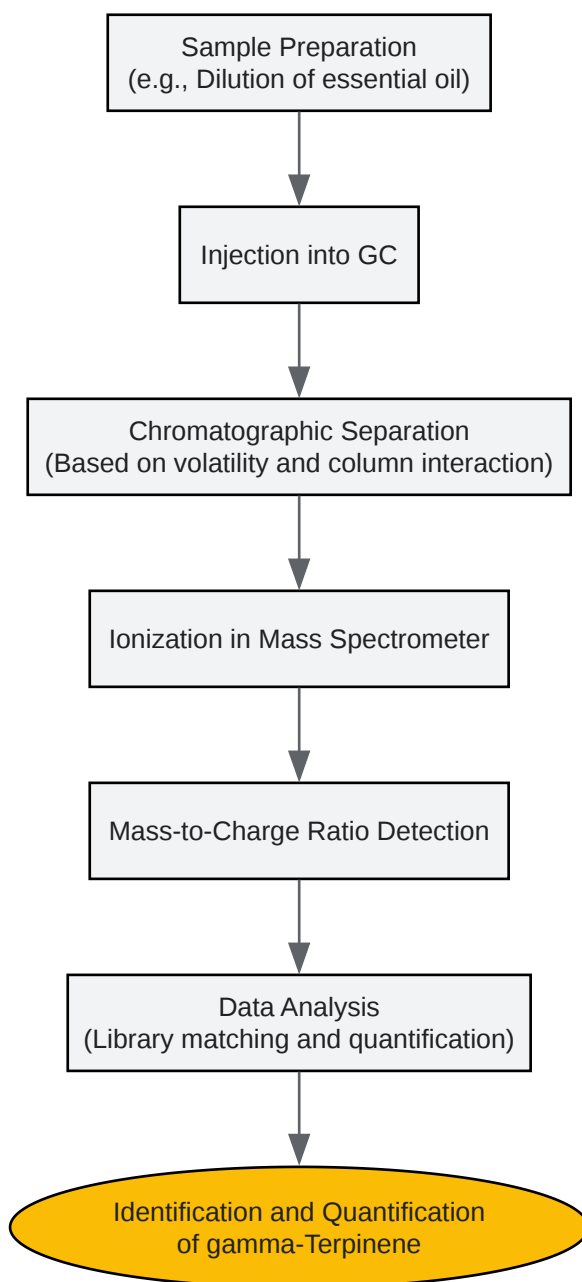 Sample Preparation
(e.g., Dilution of essential oil)
Injection into GC
Chromatographic Separation
(Based on volatility and column interaction)
Ionization in Mass Spectrometer
Mass-to-Charge Ratio Detection
Data Analysis
(Library matching and quantification)
Identification and Quantification
of gamma-Terpinene